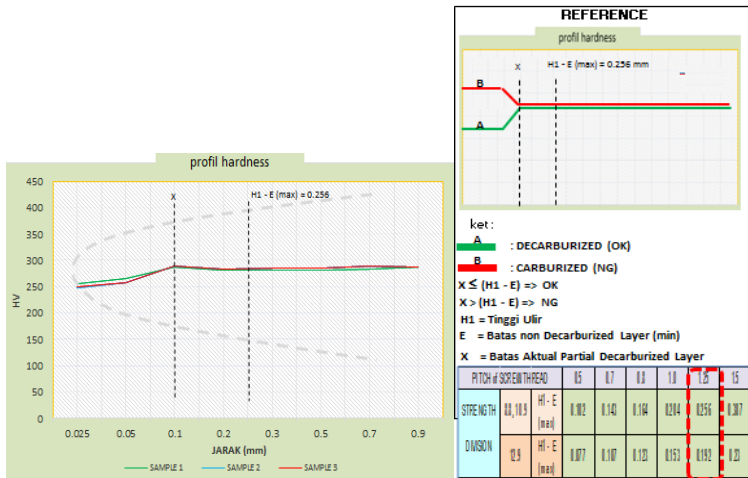 REFERENCE
profil hardness
X
H1 - E (max) = 0.256 mm
B
A
ket :
A : DECARBURIZED (OK)
B : CARBURIZED (NG)
X ≤ (H1 - E) => OK
X > (H1 - E) => NG
H1 = Tinggi Ulir
E = Batas non Decarburized Layer (min)
X = Batas Aktual Partial Decarburized Layer
PITCH of SCREW THREAD 0.5 0.7 0.8 1.0 1.25 1.5
STRENGTH DIVISION
8.8, 10.9 H1 - E (max) 0.102 0.143 0.164 0.204 0.256 0.307
12.9 H1 - E (max) 0.077 0.107 0.123 0.153 0.192 0.23
profil hardness
X
H1 - E (max) = 0.256
HV
450
400
350
300
250
200
150
100
50
0
0.025 0.05 0.1 0.2 0.3 0.5 0.7 0.9
JARAK (mm)
SAMPLE 1 SAMPLE 2 SAMPLE 3